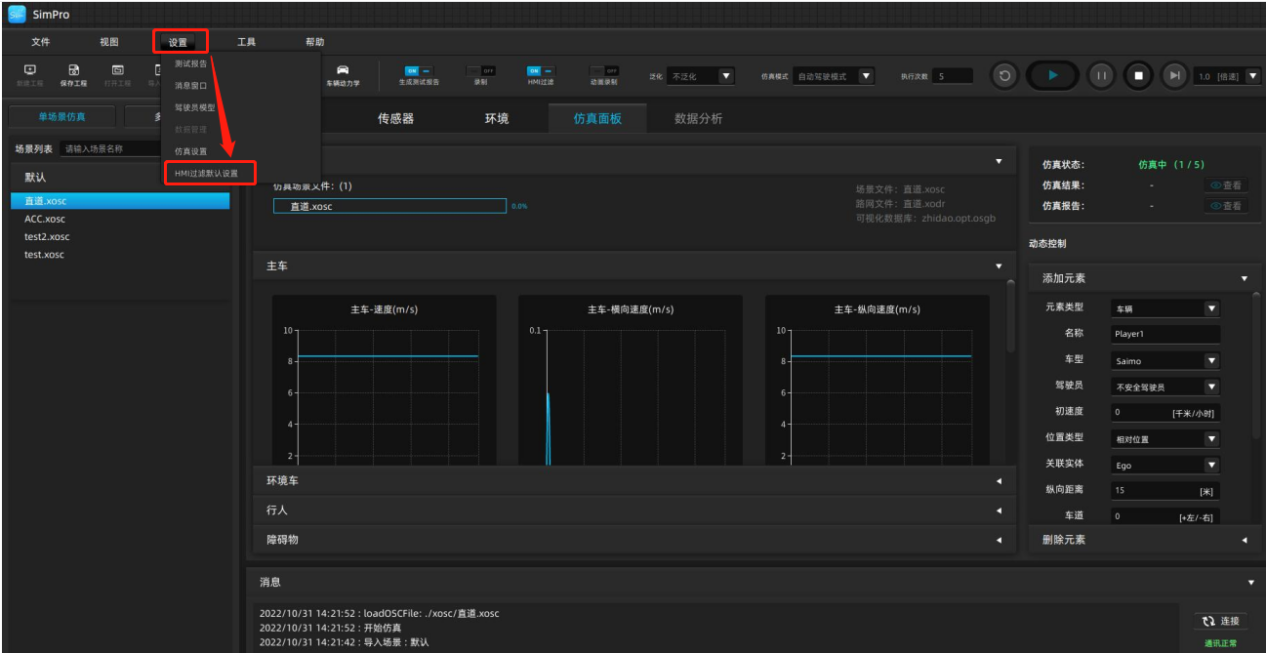 SimPro
文件 视图 设置 工具 帮助
新建工程 保存工程 打开工程 车辆动力学 ON 生成测试报告 OFF 录制 ON HMI过滤 OFF 动画录制 泛化 不泛化 仿真模式 自动驾驶模式 执行次数 5 1.0 [倍速]
测试报告
消息窗口
驾驶员模型
数据管理
仿真设置
HMI过滤默认设置
单场景仿真 传感器 环境 仿真面板 数据分析
场景列表 请输入场景名称
默认
直道.xosc
ACC.xosc
test2.xosc
test.xosc
仿真场景文件: (1)
直道.xosc 0.0%
场景文件: 直道.xosc
路网文件: 直道.xodr
可视化数据库: zhidao.opt.osgb
主车
主车-速度(m/s) 主车-横向速度(m/s) 主车-纵向速度(m/s)
10 0.1 10
8 8
6 6
4 4
2 2
环境车
行人
障碍物
仿真状态: 仿真中 (1/5)
仿真结果: - 查看
仿真报告: - 查看
动态控制
添加元素
元素类型 车辆
名称 Player1
车型 Saimo
驾驶员 不安全驾驶员
初速度 0 [千米/小时]
位置类型 相对位置
关联实体 Ego
纵向距离 15 [米]
车道 0 [+左/-右]
删除元素
消息
2022/10/31 14:21:52 : loadOSCFile: ./xosc/直道.xosc
2022/10/31 14:21:52 : 开始仿真
2022/10/31 14:21:42 : 导入场景 : 默认
连接
通讯正常